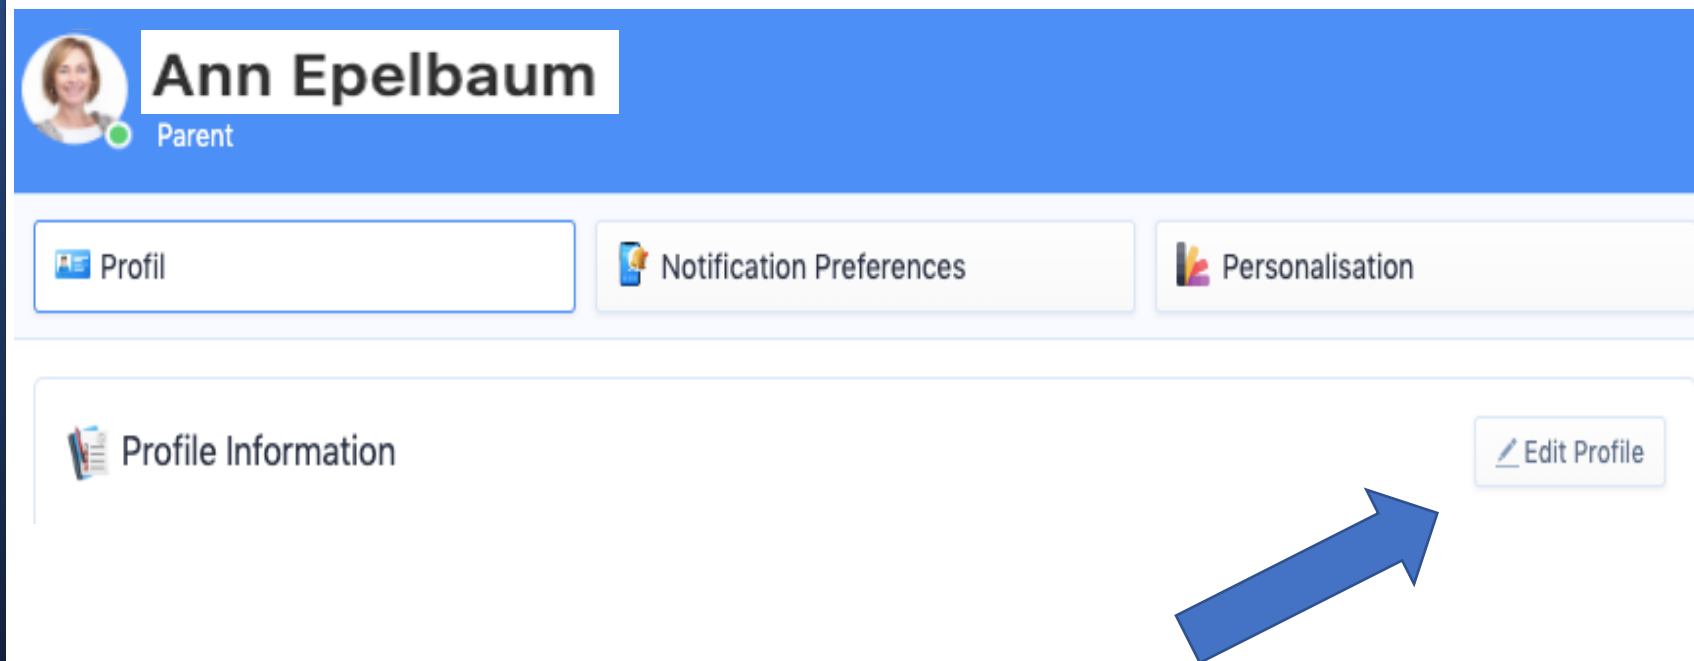 Ann Epelbaum
Parent
Profil
Notification Preferences
Personalisation
Profile Information
Edit Profile